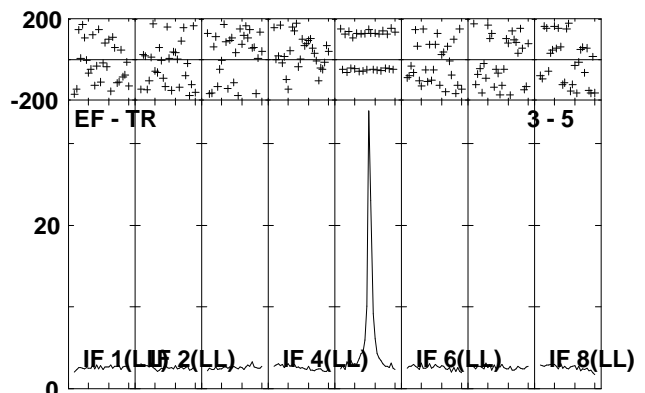 200
-200
EF - TR 3 - 5
20
IF 1(LL) IF 2(LL) IF 4(LL) IF 6(LL) IF 8(LL)
0